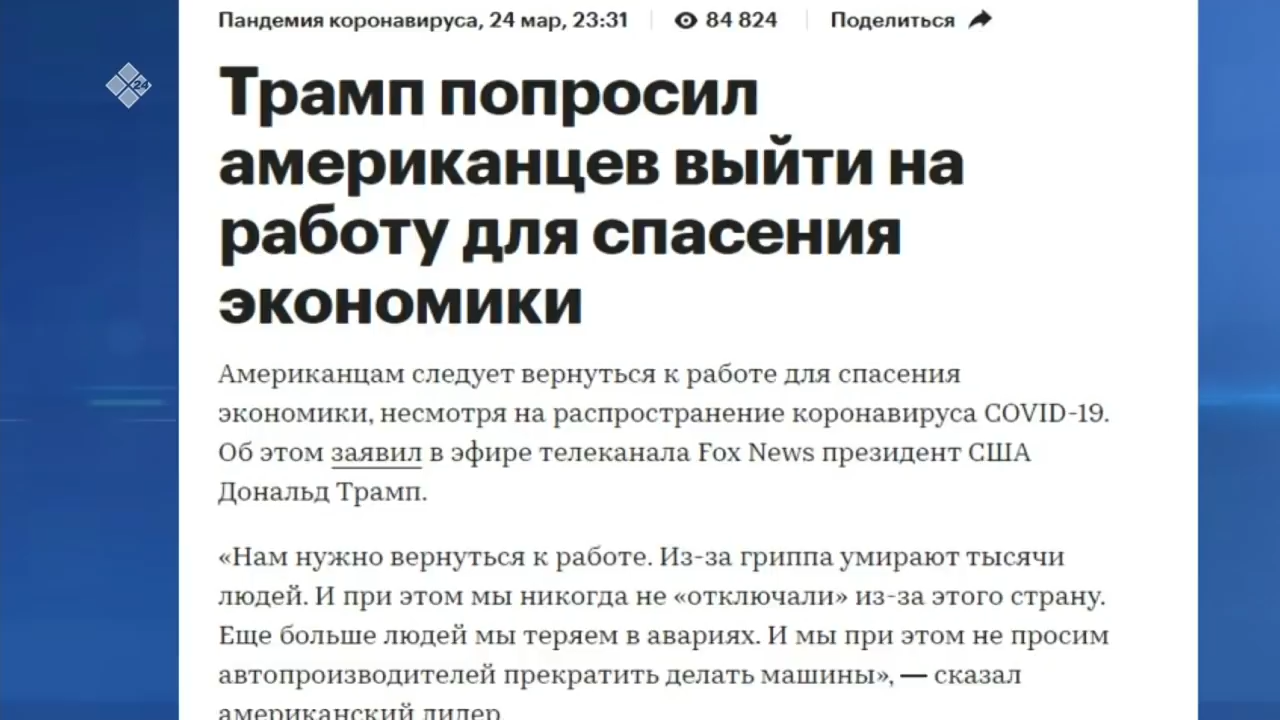 Пандемия коронавируса, 24 мар, 23:31 84 824 Поделиться
24
Трамп попросил
американцев выйти на
работу для спасения
экономики
Американцам следует вернуться к работе для спасения
экономики, несмотря на распространение коронавируса COVID-19.
Об этом заявил в эфире телеканала Fox News президент США
Дональд Трамп.
«Нам нужно вернуться к работе. Из-за гриппа умирают тысячи
людей. И при этом мы никогда не «отключали» из-за этого страну.
Еще больше людей мы теряем в авариях. И мы при этом не просим
автопроизводителей прекратить делать машины», — сказал
американский лидер